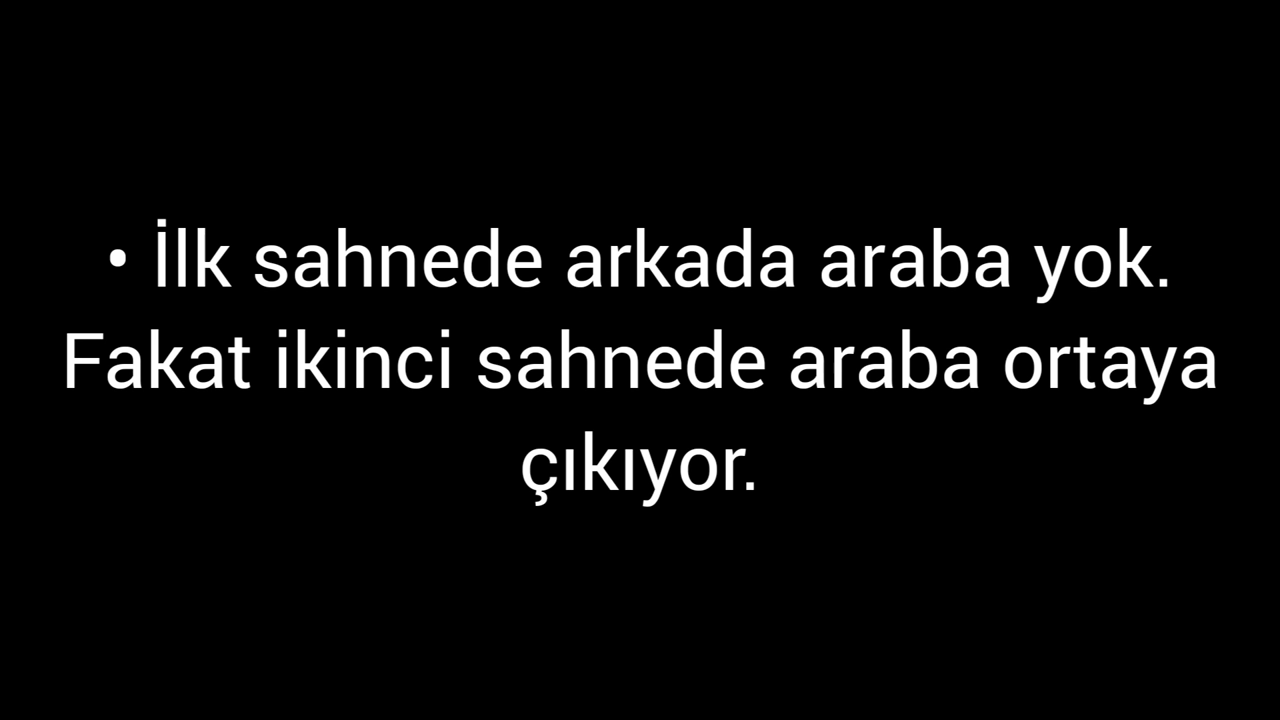 • İlk sahnede arkada araba yok.
Fakat ikinci sahnede araba ortaya
çıkıyor.